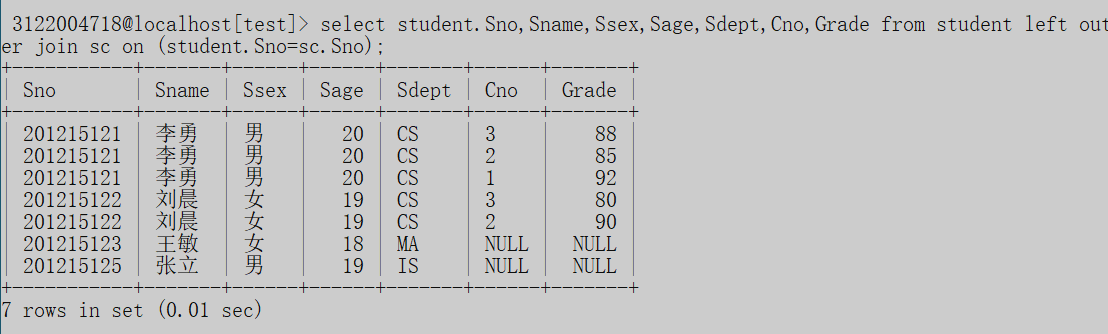 3122004718@localhost[test]> select student.Sno,Sname,Ssex,Sage,Sdept,Cno,Grade from student left out
er join sc on (student.Sno=sc.Sno);
+-----------+-------+------+------+-------+------+-------+
| Sno       | Sname | Ssex | Sage | Sdept | Cno  | Grade |
+-----------+-------+------+------+-------+------+-------+
| 201215121 | 李勇  | 男   |   20 | CS    | 3    |    88 |
| 201215121 | 李勇  | 男   |   20 | CS    | 2    |    85 |
| 201215121 | 李勇  | 男   |   20 | CS    | 1    |    92 |
| 201215122 | 刘晨  | 女   |   19 | CS    | 3    |    80 |
| 201215122 | 刘晨  | 女   |   19 | CS    | 2    |    90 |
| 201215123 | 王敏  | 女   |   18 | MA    | NULL |  NULL |
| 201215125 | 张立  | 男   |   19 | IS    | NULL |  NULL |
+-----------+-------+------+------+-------+------+-------+
7 rows in set (0.01 sec)